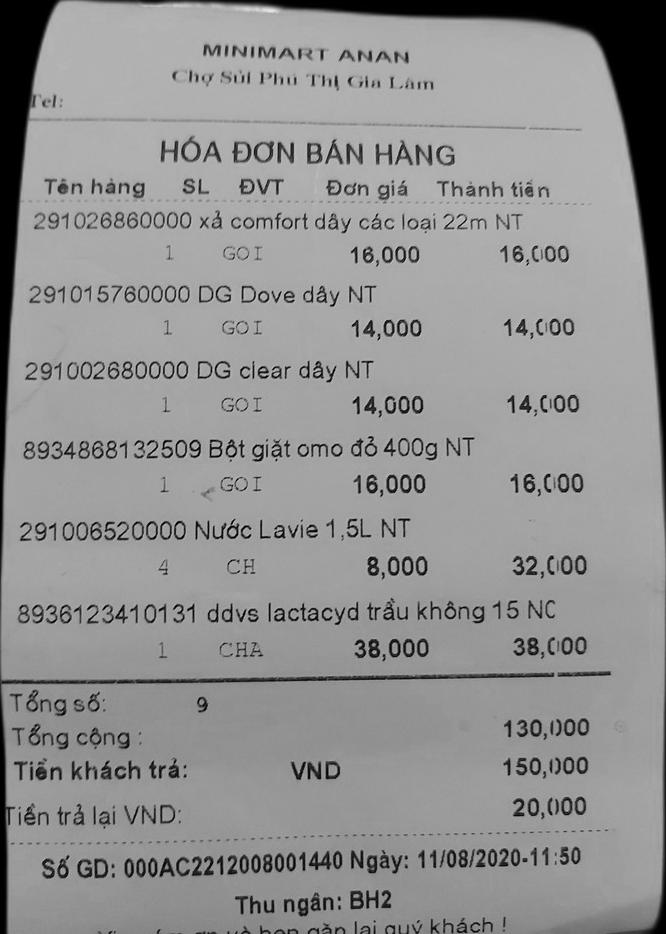 MINIMART ANAN
Chợ Sủi Phú Thị Gia Lâm
Tel:
HÓA ĐƠN BÁN HÀNG
Tên hàng SL ĐVT Đơn giá Thành tiền
291026860000 xả comfort dây các loại 22m NT
1 GOI 16,000 16,000
291015760000 DG Dove dây NT
1 GOI 14,000 14,000
291002680000 DG clear dây NT
1 GOI 14,000 14,000
8934868132509 Bột giặt omo đỏ 400g NT
1 GOI 16,000 16,000
291006520000 Nước Lavie 1,5L NT
4 CH 8,000 32,000
8936123410131 ddvs lactacyd trầu không 15 NC
1 CHA 38,000 38,000
Tổng số: 9
Tổng cộng : 130,000
Tiền khách trả: VND 150,000
Tiền trả lại VND: 20,000
Số GD: 000AC2212008001440 Ngày: 11/08/2020-11:50
Thu ngân: BH2
và hẹn gặp lại quý khách !